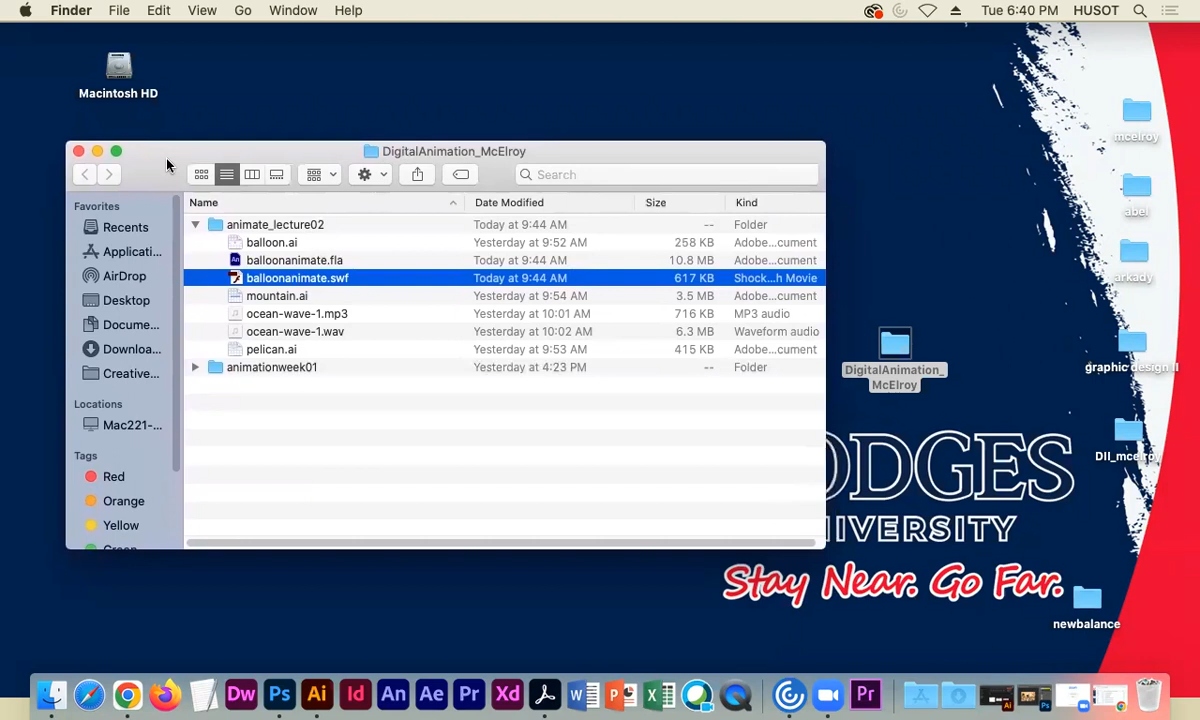 Finder File Edit View Go Window Help Tue 6:40 PM HUSOT
Macintosh HD
DigitalAnimation_McElroy
Search
Favorites
Recents
Applicati...
AirDrop
Desktop
Docume...
Downloa...
Creative...
Locations
Mac221-...
Tags
Red
Orange
Yellow
Green
Name Date Modified Size Kind
animate_lecture02 Today at 9:44 AM -- Folder
balloon.ai Yesterday at 9:52 AM 258 KB Adobe...cument
balloonanimate.fla Today at 9:44 AM 10.8 MB Adobe...cument
balloonanimate.swf Today at 9:44 AM 617 KB Shock...h Movie
mountain.ai Yesterday at 9:54 AM 3.5 MB Adobe...cument
ocean-wave-1.mp3 Yesterday at 10:01 AM 716 KB MP3 audio
ocean-wave-1.wav Yesterday at 10:02 AM 6.3 MB Waveform audio
pelican.ai Yesterday at 9:53 AM 415 KB Adobe...cument
animationweek01 Yesterday at 4:23 PM -- Folder
mcelroy
abel
arkady
graphic design II
DII_mcelroy
newbalance
DigitalAnimation_
McElroy
ODGES
IVERSITY
Stay Near. Go Far.
Dw Ps Ai Id An Ae Pr Xd W P X Pr